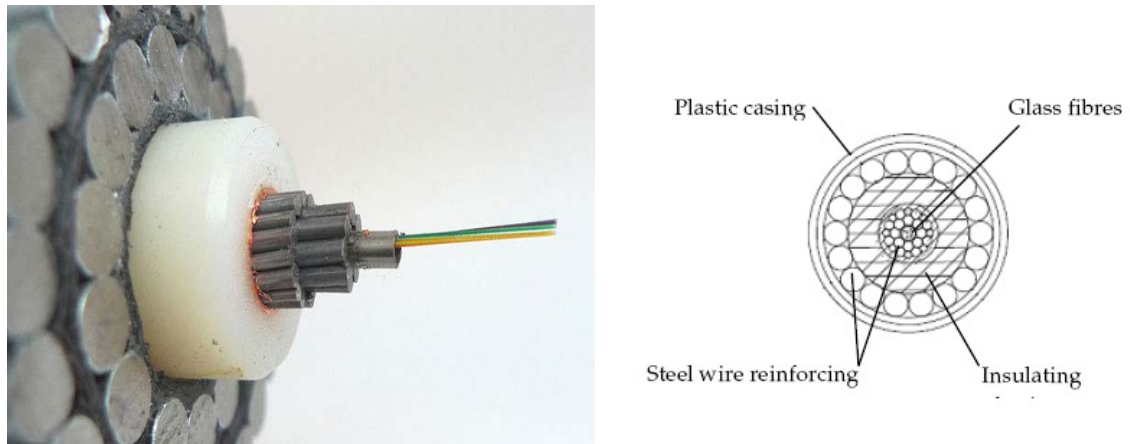 Plastic casing
Glass fibres
Steel wire reinforcing
Insulating